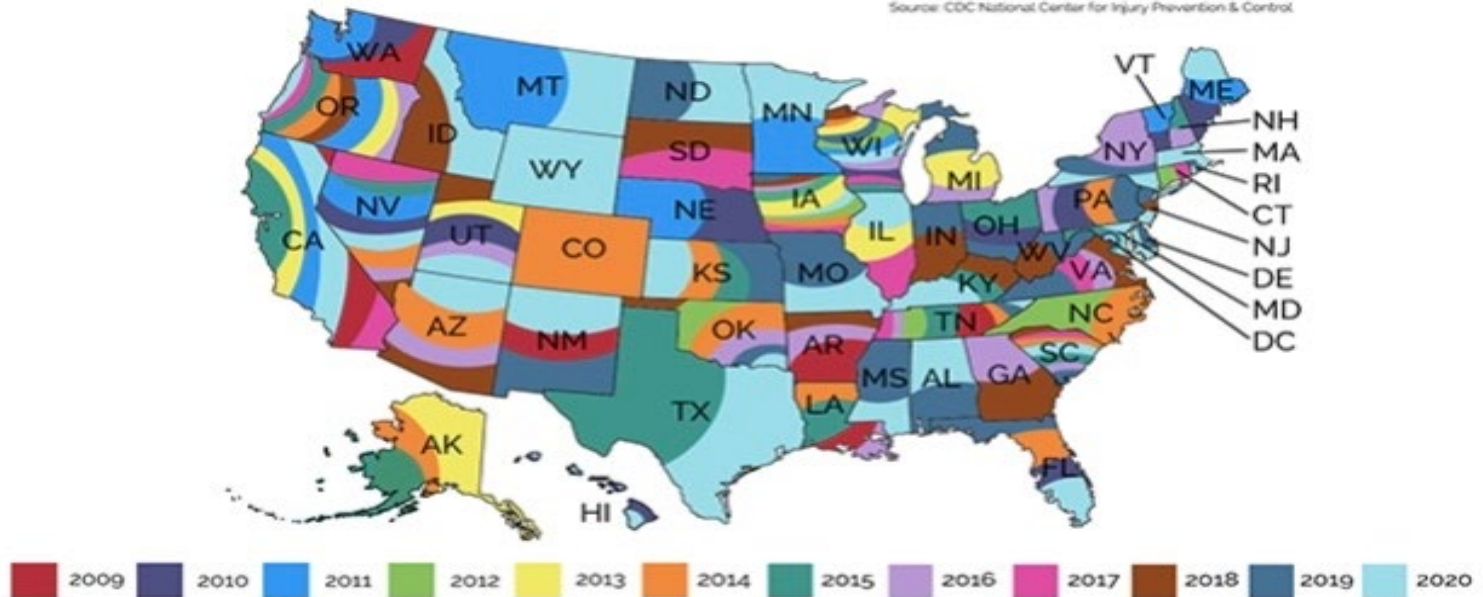 Source: CDC National Center for Injury Prevention & Control
WA
MT
ND
MN
VT
ME
OR
ID
SD
WI
NH
NY
MA
WY
MI
RI
NV
NE
IA
PA
CT
CA
UT
CO
IL
IN
OH
NJ
KS
MO
WV
VA
DE
KY
MD
AZ
NM
OK
TN
NC
DC
AR
SC
MS
AL
GA
TX
LA
AK
FL
HI
2009 2010 2011 2012 2013 2014 2015 2016 2017 2018 2019 2020